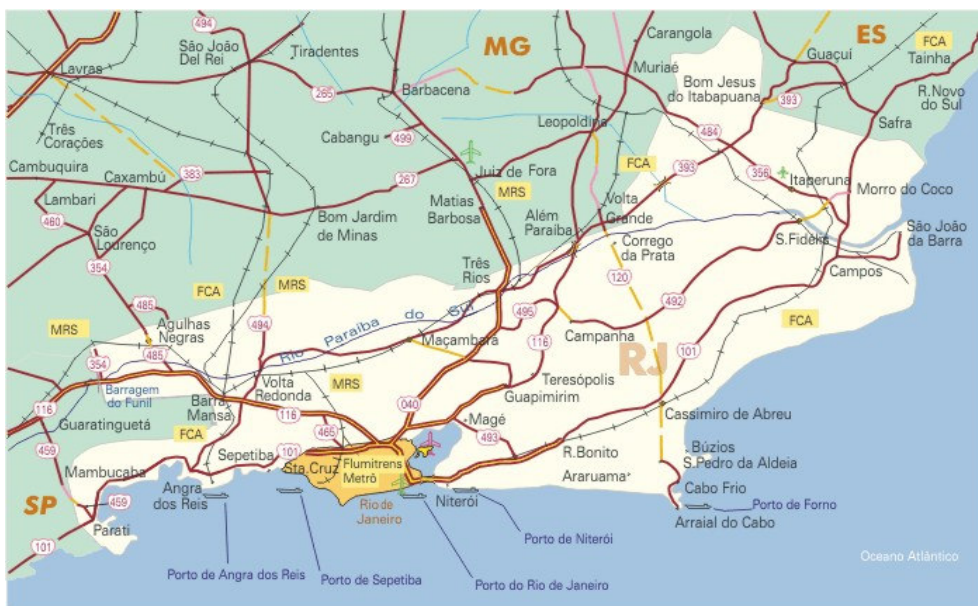 494
São João
Del Rei
Tiradentes
MG
Carangola
ES
Guaçuí
FCA
Tainha
Lavras
265
Barbacena
Muriaé
Bom Jesus
do Itabapuana
393
R.Novo
do Sul
Três
Corações
Cabangu
499
Leopoldina
484
Safra
Cambuquira
Caxambú
383
267
Juiz de Fora
MRS
FCA
393
356
Itaperuna
Morro do Coco
Lambari
460
São
Lourenço
Bom Jardim
de Minas
Matias
Barbosa
Além
Paraiba
Volta
Grande
São João
da Barra
Corrego
da Prata
S.Fidélis
354
Três
Rios
120
Campos
FCA
MRS
485
494
Rio Paraiba do Sul
495
492
MRS
Agulhas
Negras
485
Maçambara
116
Campanha
101
FCA
354
RJ
Barragem
do Funil
Volta
Redonda
MRS
040
Teresópolis
Guapimirim
116
Guaratinguetá
Barra
Mansa
116
465
Magé
493
Cassimiro de Abreu
459
FCA
Sepetiba
101
Mambucaba
Sta.Cruz
Flumitrens
Metrô
R.Bonito
Búzios
S.Pedro da Aldeia
SP
459
Angra
dos Reis
Rio de
Janeiro
Niterói
Araruama
Cabo Frio
Porto de Forno
Arraial do Cabo
Parati
101
Porto de Niterói
Oceano Atlântico
Porto de Angra dos Reis
Porto de Sepetiba
Porto do Rio de Janeiro